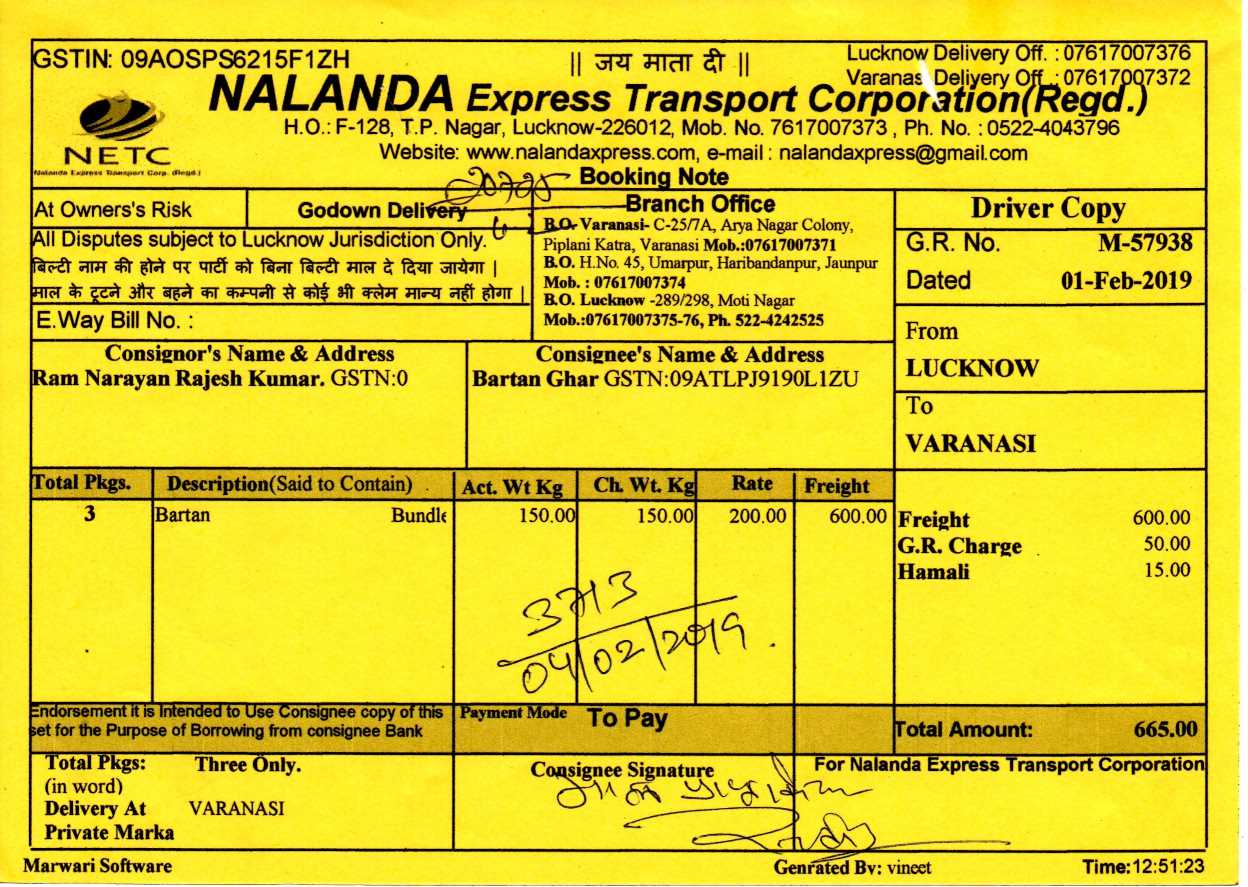 GSTIN: 09AOSPS6215F1ZH
|| जय माता दी ||
Lucknow Delivery Off. : 07617007376
Varanasi Delivery Off. : 07617007372
NALANDA Express Transport Corporation(Regd.)
H.O.: F-128, T.P. Nagar, Lucknow-226012, Mob. No. 7617007373 , Ph. No. : 0522-4043796
Website: www.nalandaxpress.com, e-mail : nalandaxpress@gmail.com
NETC
Nalanda Express Transport Corp. (Regd.)
Booking Note
At Owners's Risk
Godown Delivery
All Disputes subject to Lucknow Jurisdiction Only.
बिल्टी नाम की होने पर पार्टी को बिना बिल्टी माल दे दिया जायेगा |
माल के टूटने और बहने का कम्पनी से कोई भी क्लेम मान्य नहीं होगा |
E.Way Bill No. :
Branch Office
B.O- Varanasi- C-25/7A, Arya Nagar Colony,
Piplani Katra, Varanasi Mob.:07617007371
B.O. H.No. 45, Umarpur, Haribandanpur, Jaunpur
Mob. : 07617007374
B.O. Lucknow -289/298, Moti Nagar
Mob.:07617007375-76, Ph. 522-4242525
Driver Copy
G.R. No. M-57938
Dated 01-Feb-2019
From
LUCKNOW
To
VARANASI
Consignor's Name & Address
Ram Narayan Rajesh Kumar. GSTN:0
Consignee's Name & Address
Bartan Ghar GSTN:09ATLPJ9190L1ZU
Total Pkgs. Description(Said to Contain) Act. Wt Kg Ch. Wt. Kg Rate Freight
3 Bartan Bundle 150.00 150.00 200.00 600.00
Freight 600.00
G.R. Charge 50.00
Hamali 15.00
3713
04/02/2019
Endorsement it is Intended to Use Consignee copy of this
set for the Purpose of Borrowing from consignee Bank
Payment Mode To Pay
Total Amount: 665.00
Total Pkgs: Three Only.
(in word)
Delivery At VARANASI
Private Marka
Consignee Signature
For Nalanda Express Transport Corporation
Marwari Software
Genrated By: vineet
Time:12:51:23